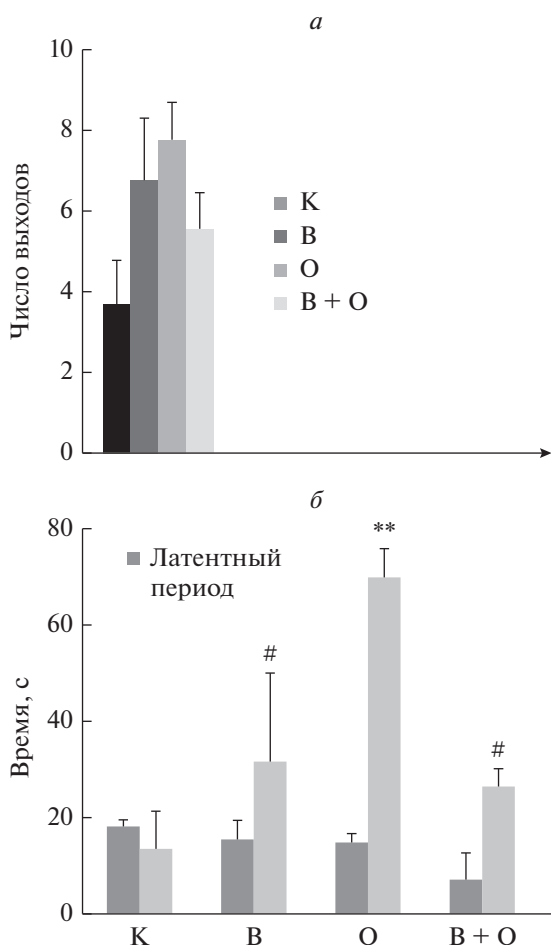 а
10
8
6
4
2
0
Число выходов
К
В
О
В + О
б
80
60
40
20
0
Время, с
Латентный
период
**
#
#
К
В
О
В + О